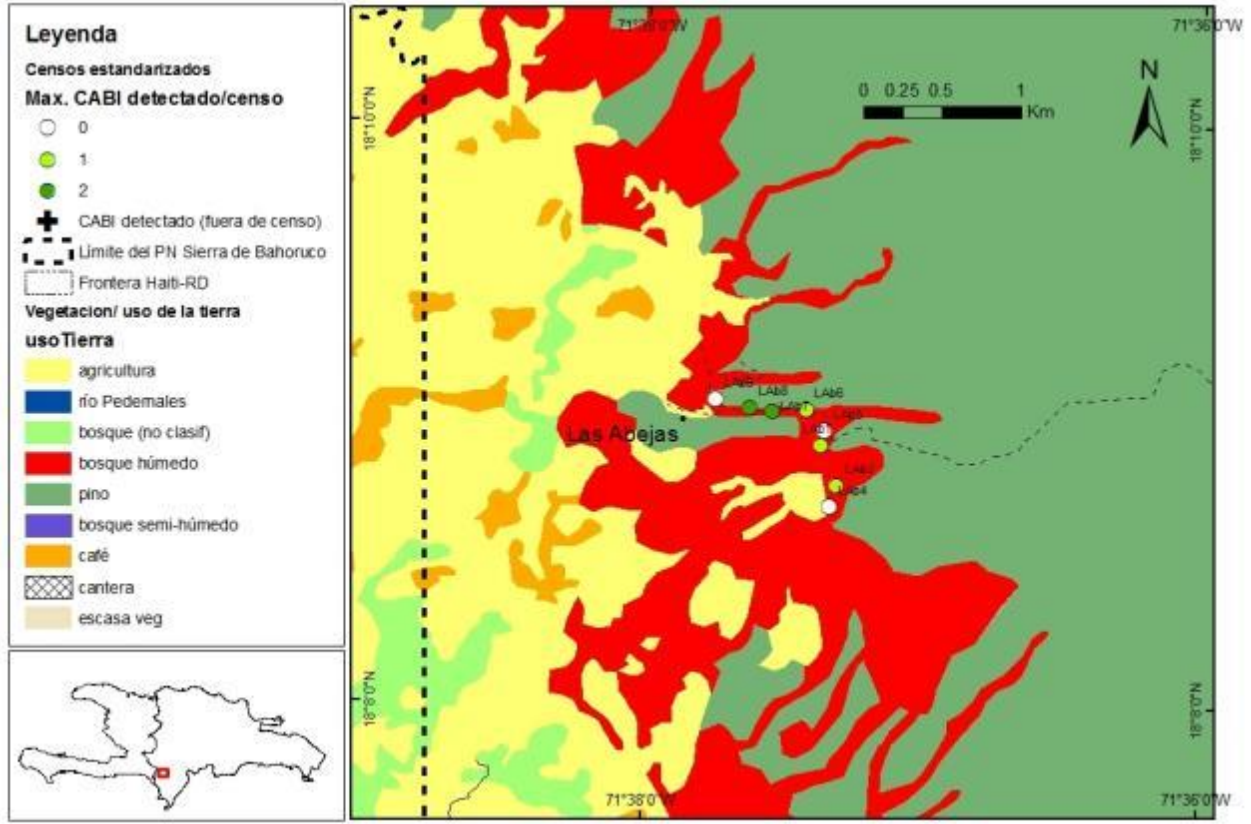 Leyenda
Censos estandarizados
Max. CABI detectado/censo
0
1
2
CABI detectado (fuera de censo)
Límite del PN Sierra de Bahoruco
Frontera Haiti-RD
Vegetacion/ uso de la tierra
usoTierra
agricultura
río Pedernales
bosque (no clasif)
bosque húmedo
pino
bosque semi-húmedo
café
cantera
escasa veg
71°36'0"W
0 0.25 0.5 1
Km
N
18°10'0"N
18°10'0"N
LAb8
LAb6
LAb7
Las Abejas
LAb4
18°8'0"N
18°8'0"N
71°38'0"W
71°36'0"W